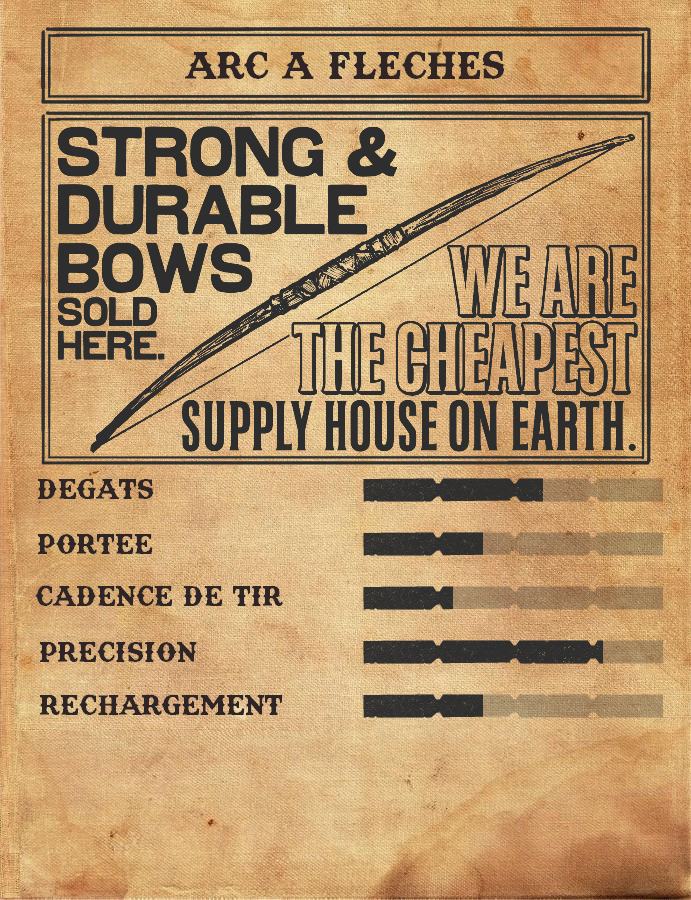 ARC A FLECHES
STRONG &
DURABLE
BOWS
SOLD
HERE.
WE ARE
THE CHEAPEST
SUPPLY HOUSE ON EARTH.
DEGATS
PORTEE
CADENCE DE TIR
PRECISION
RECHARGEMENT